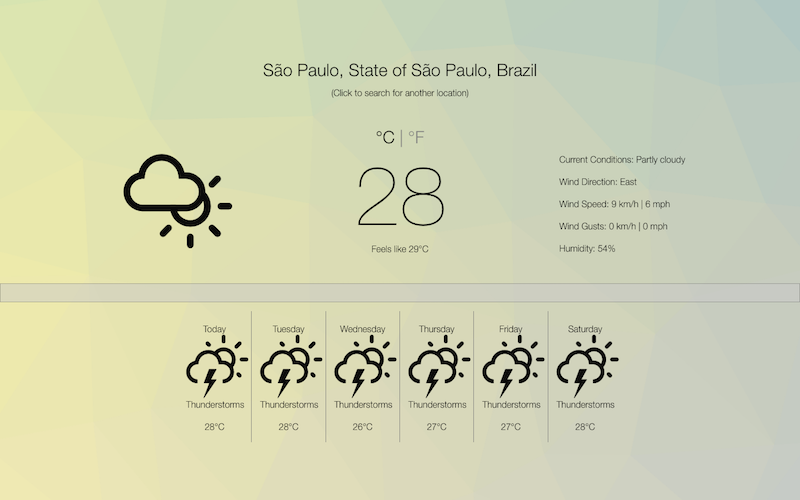 São Paulo, State of São Paulo, Brazil
(Click to search for another location)
°C | °F
28
Feels like 29°C
Current Conditions: Partly cloudy
Wind Direction: East
Wind Speed: 9 km/h | 6 mph
Wind Gusts: 0 km/h | 0 mph
Humidity: 54%
Today Tuesday Wednesday Thursday Friday Saturday
Thunderstorms Thunderstorms Thunderstorms Thunderstorms Thunderstorms Thunderstorms
28°C 28°C 26°C 27°C 27°C 28°C